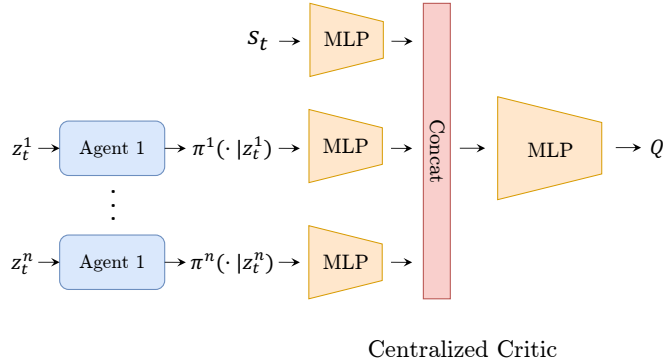 s_t MLP
z_t^1 Agent 1 π^1(· |z_t^1) MLP
Concat
MLP Q
z_t^n Agent 1 π^n(· |z_t^n) MLP
Centralized Critic